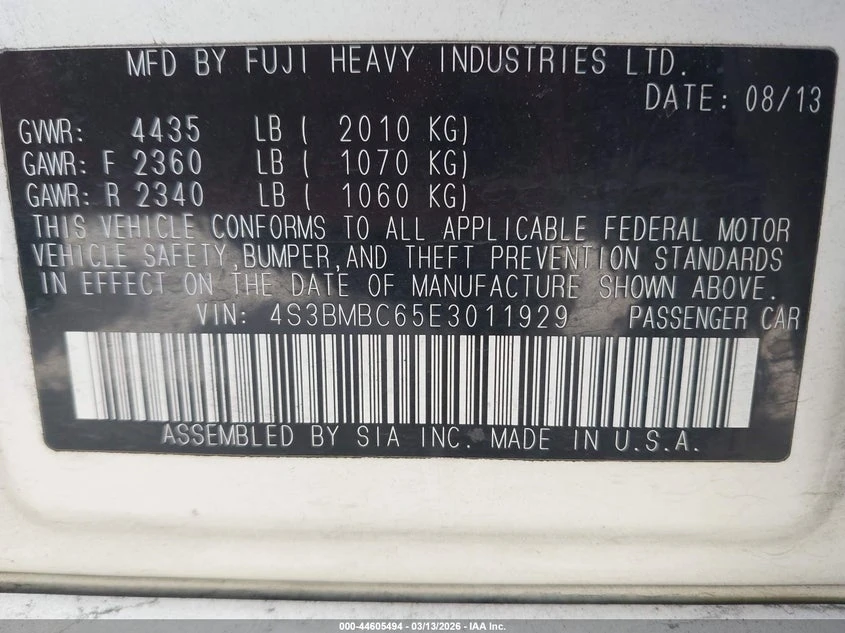 MFD BY FUJI HEAVY INDUSTRIES LTD.
DATE: 08/13
GVWR: 4435 LB ( 2010 KG)
GAWR: F 2360 LB ( 1070 KG)
GAWR: R 2340 LB ( 1060 KG)
THIS VEHICLE CONFORMS TO ALL APPLICABLE FEDERAL MOTOR
VEHICLE SAFETY, BUMPER, AND THEFT PREVENTION STANDARDS
IN EFFECT ON THE DATE OF MANUFACTURE SHOWN ABOVE.
VIN: 4S3BMBC65E3011929 PASSENGER CAR
ASSEMBLED BY SIA INC. MADE IN U.S.A.
000-44605494 | 03/13/2026 - IAA Inc.